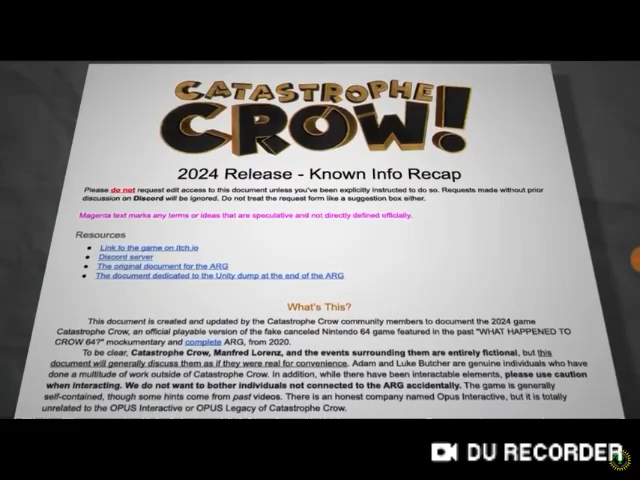 CATASTROPHE
CROW!
2024 Release - Known Info Recap
Please do not request edit access to this document unless you've been explicitly instructed to do so. Requests made without prior
discussion on Discord will be ignored. Do not treat the request form like a suggestion box either.
Magenta text marks any terms or ideas that are speculative and not directly defined officially.
Resources
Link to the game on itch.io
Discord server
The original document for the ARG
The document dedicated to the Unity dump at the end of the ARG
What's This?
This document is created and updated by the Catastrophe Crow community members to document the 2024 game
Catastrophe Crow, an official playable version of the fake canceled Nintendo 64 game featured in the past "WHAT HAPPENED TO
CROW 64?" mockumentary and complete ARG, from 2020.
To be clear, Catastrophe Crow, Manfred Lorenz, and the events surrounding them are entirely fictional, but this
document will generally discuss them as if they were real for convenience. Adam and Luke Butcher are genuine individuals who have
done a multitude of work outside of Catastrophe Crow. In addition, while there have been interactable elements, please use caution
when interacting. We do not want to bother individuals not connected to the ARG accidentally. The game is generally
self-contained, though some hints come from past videos. There is an honest company named Opus Interactive, but it is totally
unrelated to the OPUS Interactive or OPUS Legacy of Catastrophe Crow.
DU RECORDER